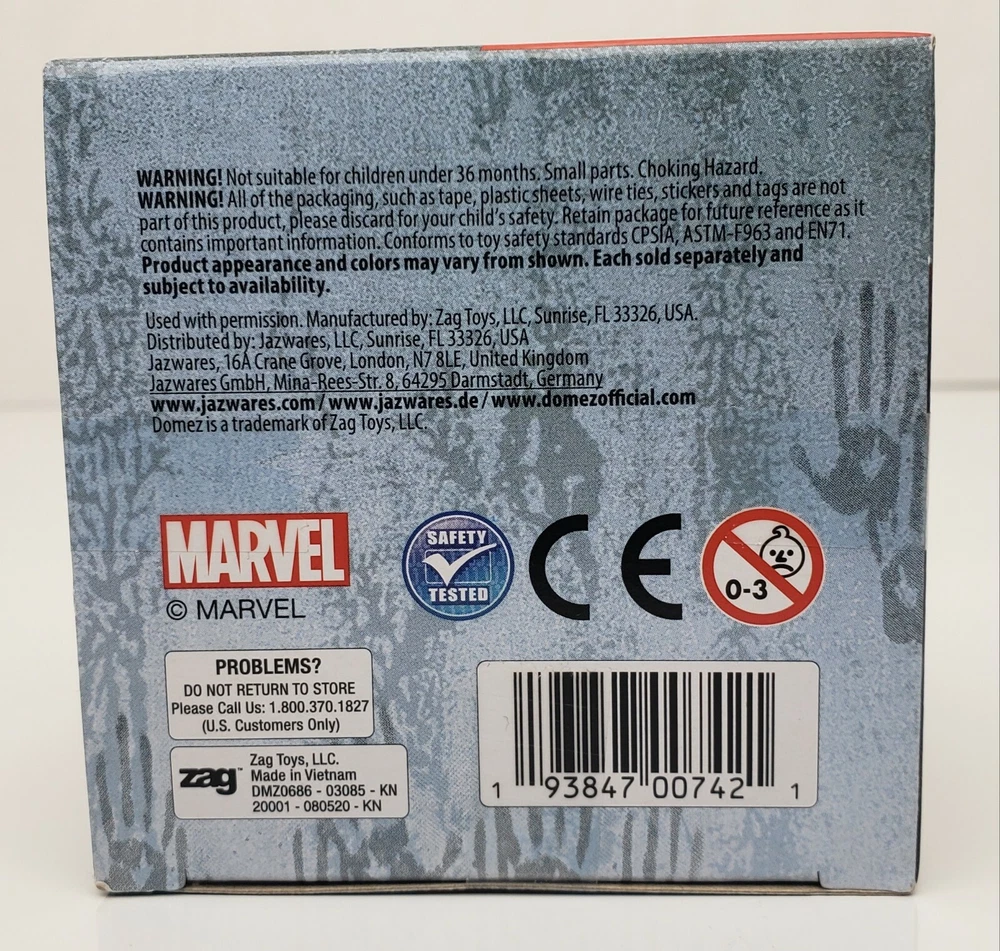 WARNING! Not suitable for children under 36 months. Small parts. Choking Hazard.
WARNING! All of the packaging, such as tape, plastic sheets, wire ties, stickers and tags are not
part of this product, please discard for your child's safety. Retain package for future reference as it
contains important information. Conforms to toy safety standards CPSIA, ASTM-F963 and EN71.
Product appearance and colors may vary from shown. Each sold separately and
subject to availability.
Used with permission. Manufactured by: Zag Toys, LLC, Sunrise, FL 33326, USA.
Distributed by: Jazwares, LLC, Sunrise, FL 33326, USA
Jazwares, 16A Crane Grove, London, N7 8LE, United Kingdom
Jazwares GmbH, Mina-Rees-Str. 8, 64295 Darmstadt, Germany
www.jazwares.com / www.jazwares.de / www.domezofficial.com
Domez is a trademark of Zag Toys, LLC.
MARVEL
© MARVEL
SAFETY
TESTED
CE
0-3
PROBLEMS?
DO NOT RETURN TO STORE
Please Call Us: 1.800.370.1827
(U.S. Customers Only)
zag™
Zag Toys, LLC.
Made in Vietnam
DMZ0686 - 03085 - KN
20001 - 080520 - KN
1 93847 00742 1